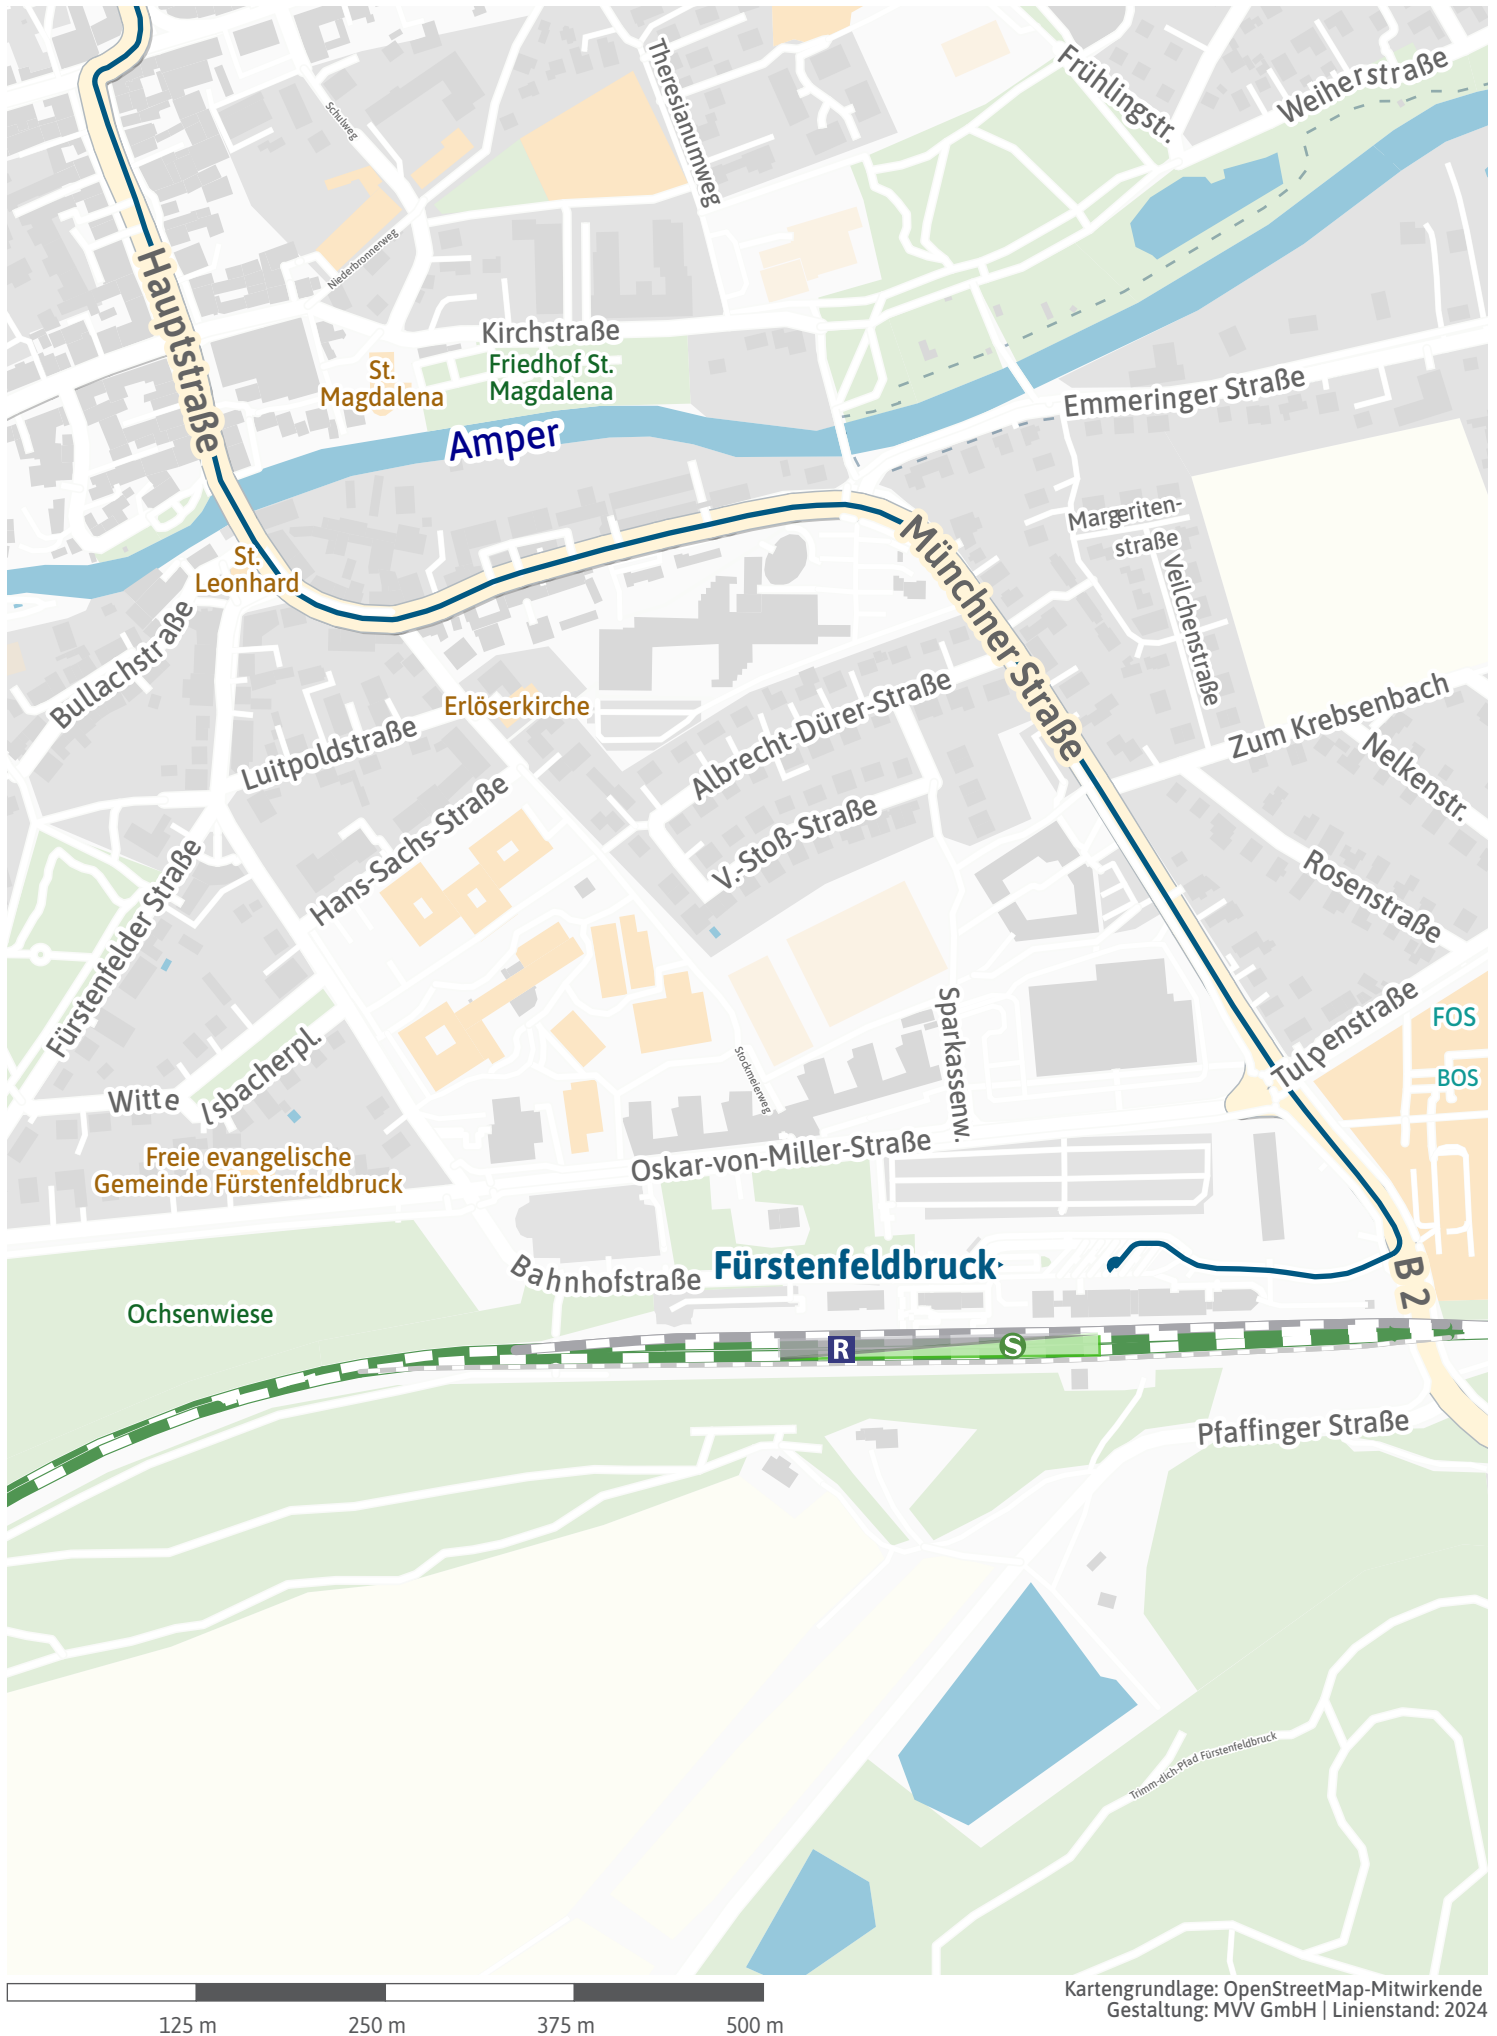 Theresianumweg
Frühlingstr.
Weiherstraße
Schulweg
Niederbronnerweg
Hauptstraße
Kirchstraße
St.
Magdalena
Friedhof St.
Magdalena
Amper
Emmeringer Straße
Margeriten-
straße
Veilchenstraße
Münchner Straße
St.
Leonhard
Bullachstraße
Erlöserkirche
Luitpoldstraße
Albrecht-Dürer-Straße
Zum Krebsenbach
Nelkenstr.
Hans-Sachs-Straße
V.-Stoß-Straße
Rosenstraße
Fürstenfelder Straße
Sparkassenw.
Tulpenstraße
FOS
BOS
Stockmeierweg
Wittelsbacherpl.
Oskar-von-Miller-Straße
Freie evangelische
Gemeinde Fürstenfeldbruck
Bahnhofstraße
Fürstenfeldbruck
B 2
Ochsenwiese
R
S
Pfaffinger Straße
Trimm-dich-Pfad Fürstenfeldbruck
125 m
250 m
375 m
500 m
Kartengrundlage: OpenStreetMap-Mitwirkende
Gestaltung: MVV GmbH | Linienstand: 2024